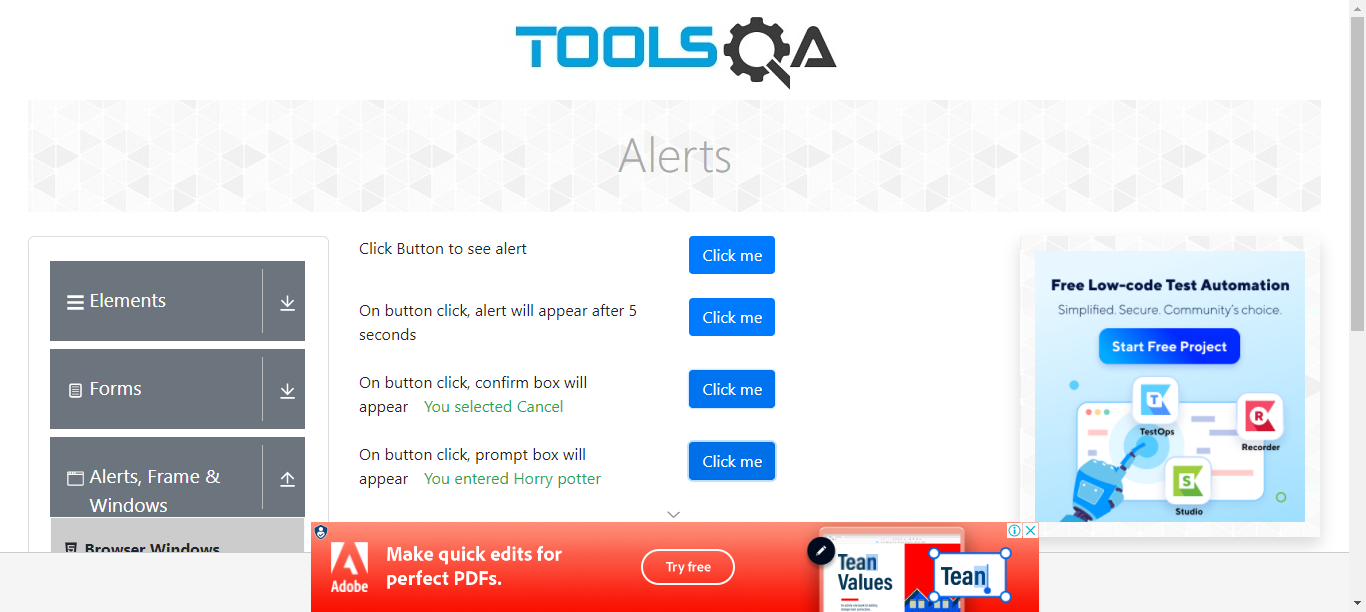 TOOLSQA
Alerts
Elements
Forms
Alerts, Frame &
Windows
Browser Windows
Click Button to see alert
Click me
On button click, alert will appear after 5
seconds
Click me
On button click, confirm box will
appear You selected Cancel
Click me
On button click, prompt box will
appear You entered Horry potter
Click me
Free Low-code Test Automation
Simplified. Secure. Community's choice.
Start Free Project
TestOps
Recorder
Studio
Adobe
Make quick edits for
perfect PDFs.
Try free
Tean
Values
Tean